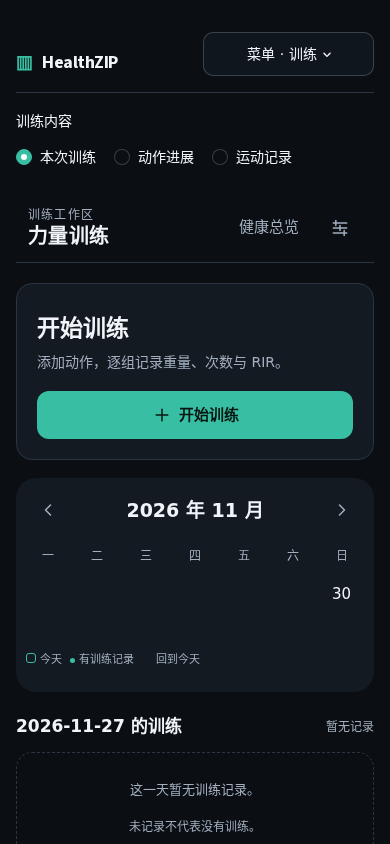 HealthZIP
菜单 · 训练
训练内容
本次训练
动作进展
运动记录
训练工作区
力量训练
健康总览
开始训练
添加动作，逐组记录重量、次数与 RIR。
开始训练
2026 年 11 月
一 二 三 四 五 六 日
30
今天 有训练记录 回到今天
2026-11-27 的训练
暂无记录
这一天暂无训练记录。
未记录不代表没有训练。